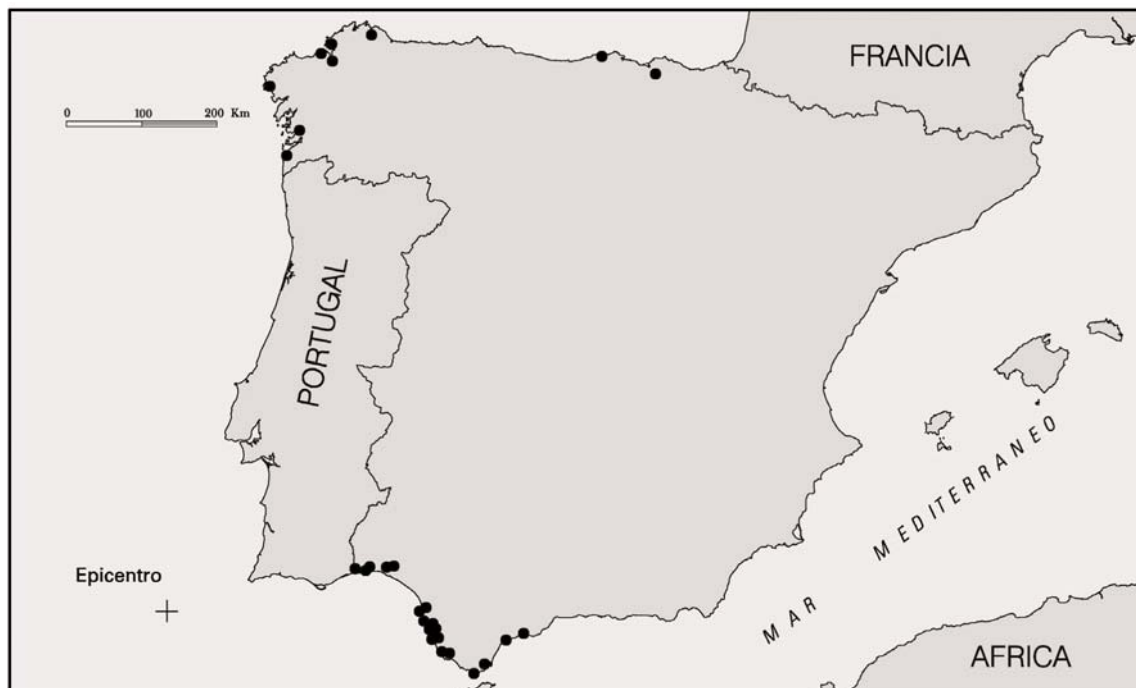 FRANCIA
0 100 200 Km
PORTUGAL
MAR MEDITERRANEO
Epicentro
AFRICA